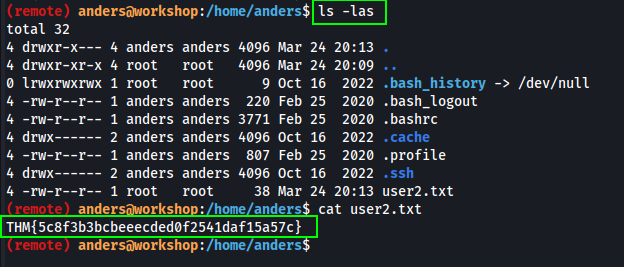 (remote) anders@workshop:/home/anders$ ls -las
total 32
4 drwxr-x--- 4 anders anders 4096 Mar 24 20:13 .
4 drwxr-xr-x 4 root   root   4096 Mar 24 20:09 ..
0 lrwxrwxrwx 1 root   root      9 Oct 16  2022 .bash_history -> /dev/null
4 -rw-r--r-- 1 anders anders  220 Feb 25  2020 .bash_logout
4 -rw-r--r-- 1 anders anders 3771 Feb 25  2020 .bashrc
4 drwx------ 2 anders anders 4096 Oct 16  2022 .cache
4 -rw-r--r-- 1 anders anders  807 Feb 25  2020 .profile
4 drwx------ 2 anders anders 4096 Oct 16  2022 .ssh
4 -rw-r--r-- 1 root   root     38 Mar 24 20:13 user2.txt
(remote) anders@workshop:/home/anders$ cat user2.txt
THM{5c8f3b3bcbeeecded0f2541daf15a57c}
(remote) anders@workshop:/home/anders$